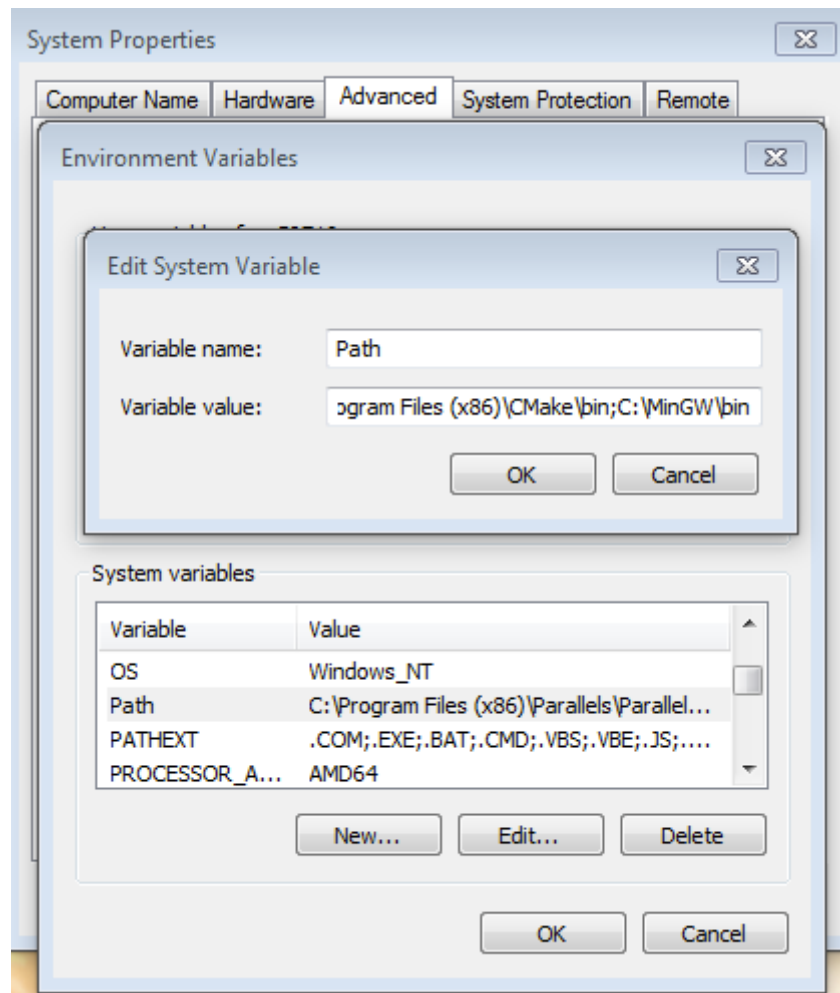 System Properties
Computer Name Hardware Advanced System Protection Remote
Environment Variables
Edit System Variable
Variable name: Path
Variable value: ogram Files (x86)\CMake\bin;C:\MinGW\bin
OK Cancel
System variables
Variable Value
OS Windows_NT
Path C:\Program Files (x86)\Parallels\Parallel...
PATHEXT .COM;.EXE;.BAT;.CMD;.VBS;.VBE;.JS;....
PROCESSOR_A... AMD64
New... Edit... Delete
OK Cancel